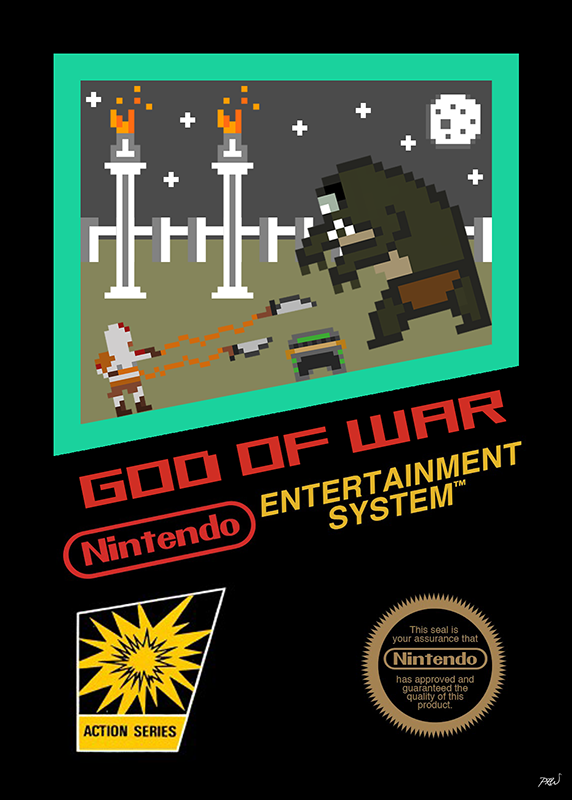 GOD OF WAR
Nintendo
ENTERTAINMENT
SYSTEM™
ACTION SERIES
This seal is
your assurance that
Nintendo
has approved and
guaranteed the
quality of this
product.